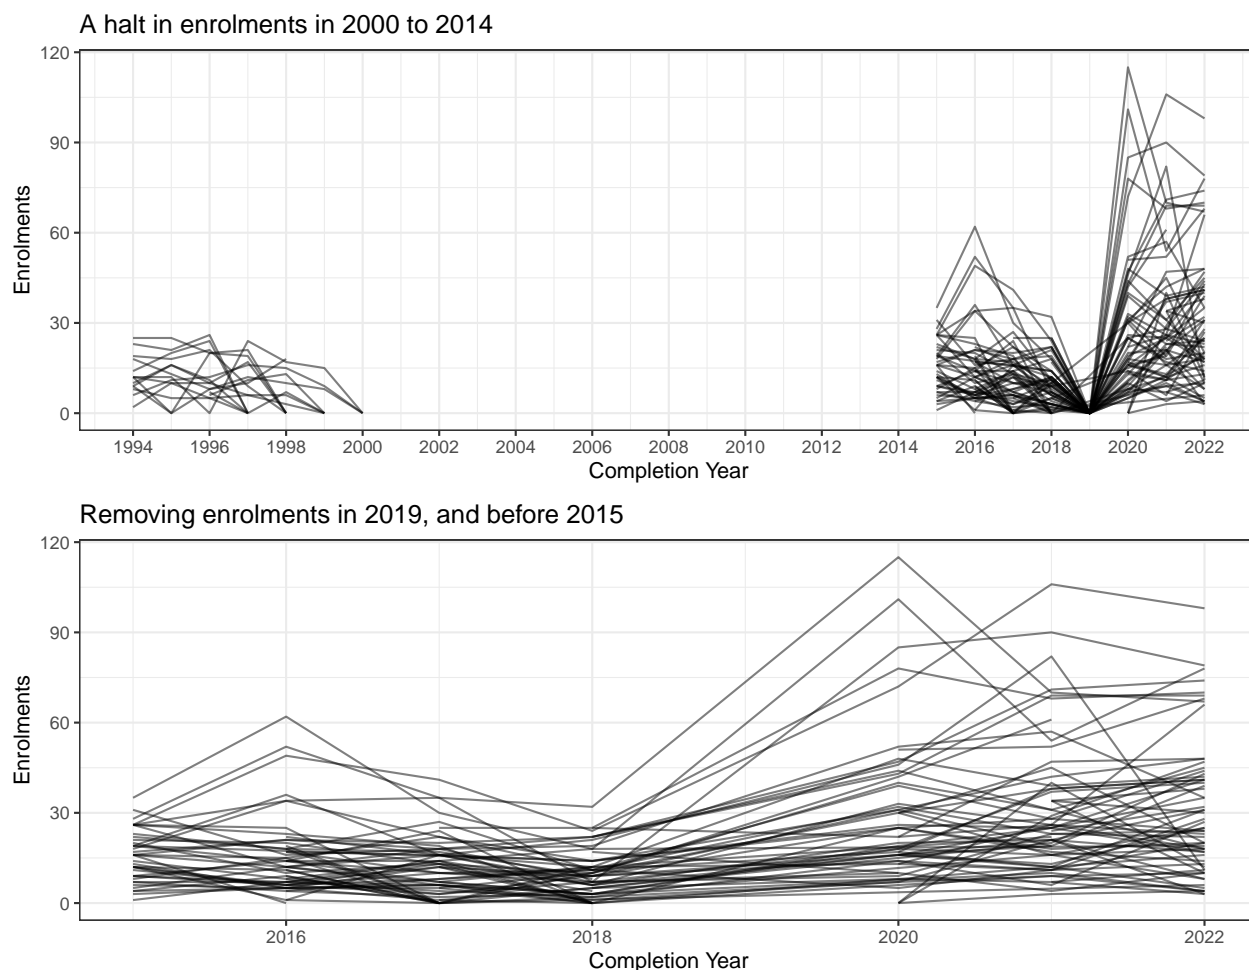 A halt in enrolments in 2000 to 2014
120
90
60
30
0
Enrolments
1994 1996 1998 2000 2002 2004 2006 2008 2010 2012 2014 2016 2018 2020 2022
Completion Year
Removing enrolments in 2019, and before 2015
120
90
60
30
0
Enrolments
2016 2018 2020 2022
Completion Year